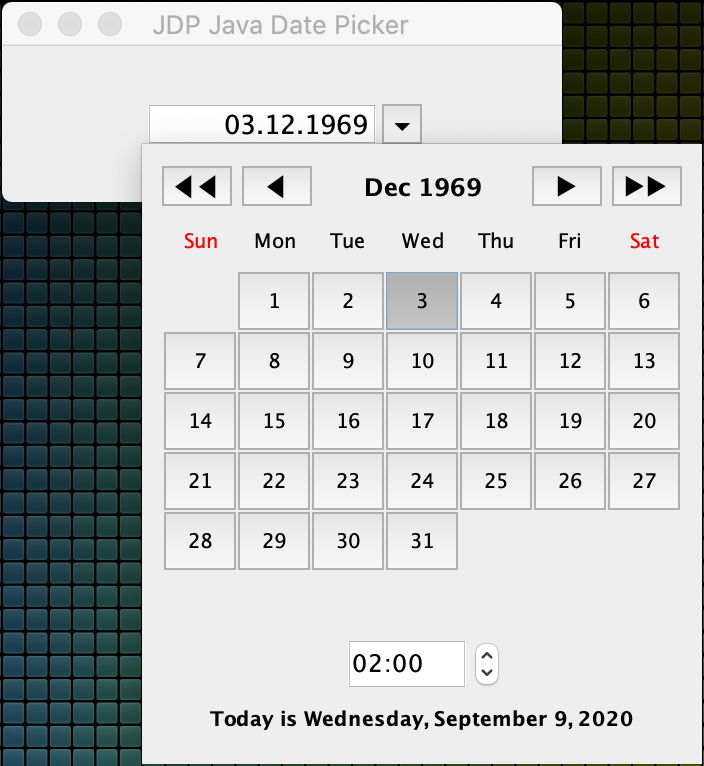 JDP Java Date Picker
03.12.1969
Dec 1969
Sun Mon Tue Wed Thu Fri Sat
1 2 3 4 5 6
7 8 9 10 11 12 13
14 15 16 17 18 19 20
21 22 23 24 25 26 27
28 29 30 31
02:00
Today is Wednesday, September 9, 2020